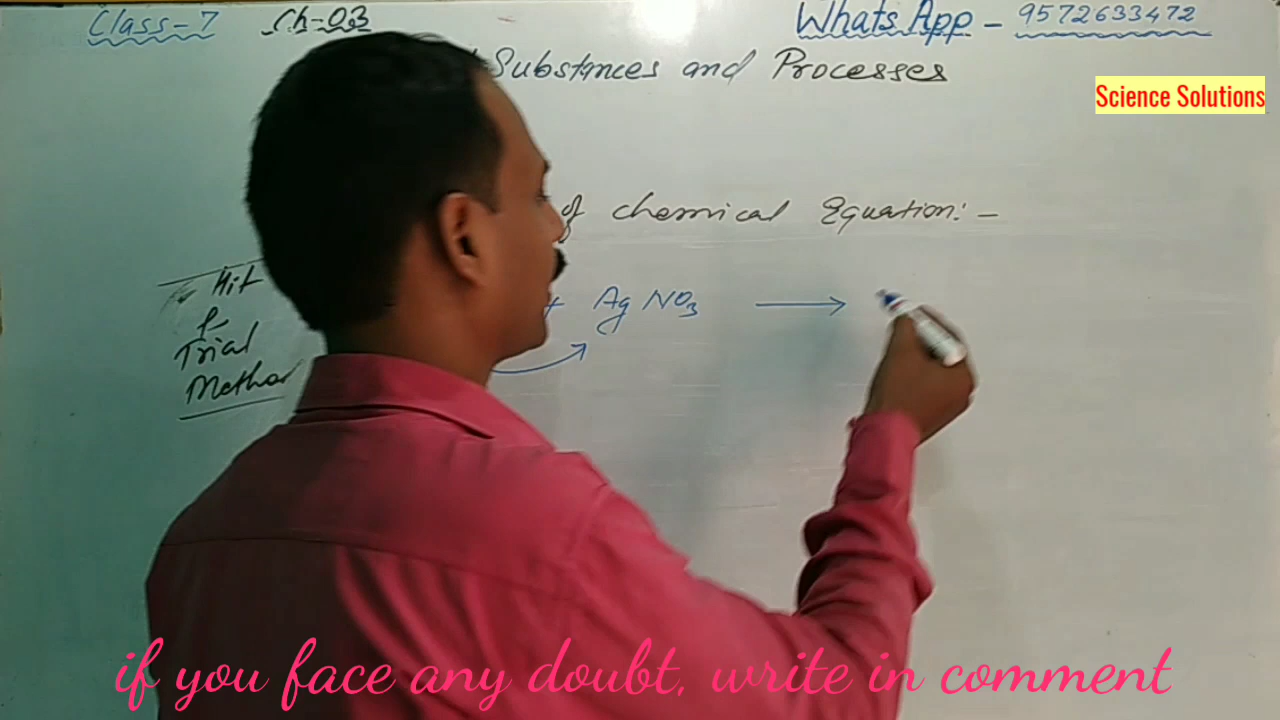 Class-7 Ch-03 WhatsApp - 9572633472
Substances and Processes
Science Solutions
of chemical Equation:-
Hit
&
Trial
Method
+ AgNO3 →
if you face any doubt, write in comment